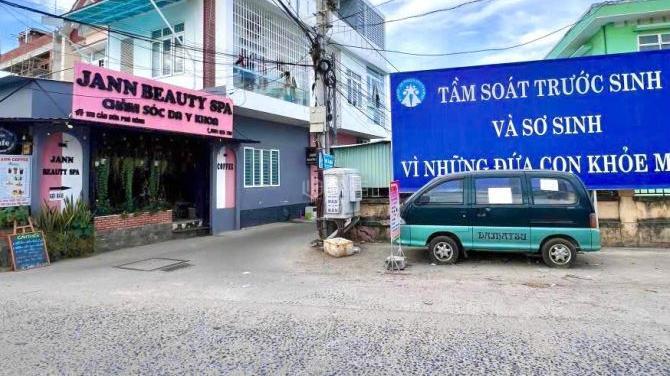 JANN BEAUTY SPA
CHĂM SÓC DA Y KHOA
JANN
BEAUTY SPA
COFFEE
TẦM SOÁT TRƯỚC SINH
VÀ SƠ SINH
VÌ NHỮNG ĐỨA CON KHỎE M
DAIHATSU